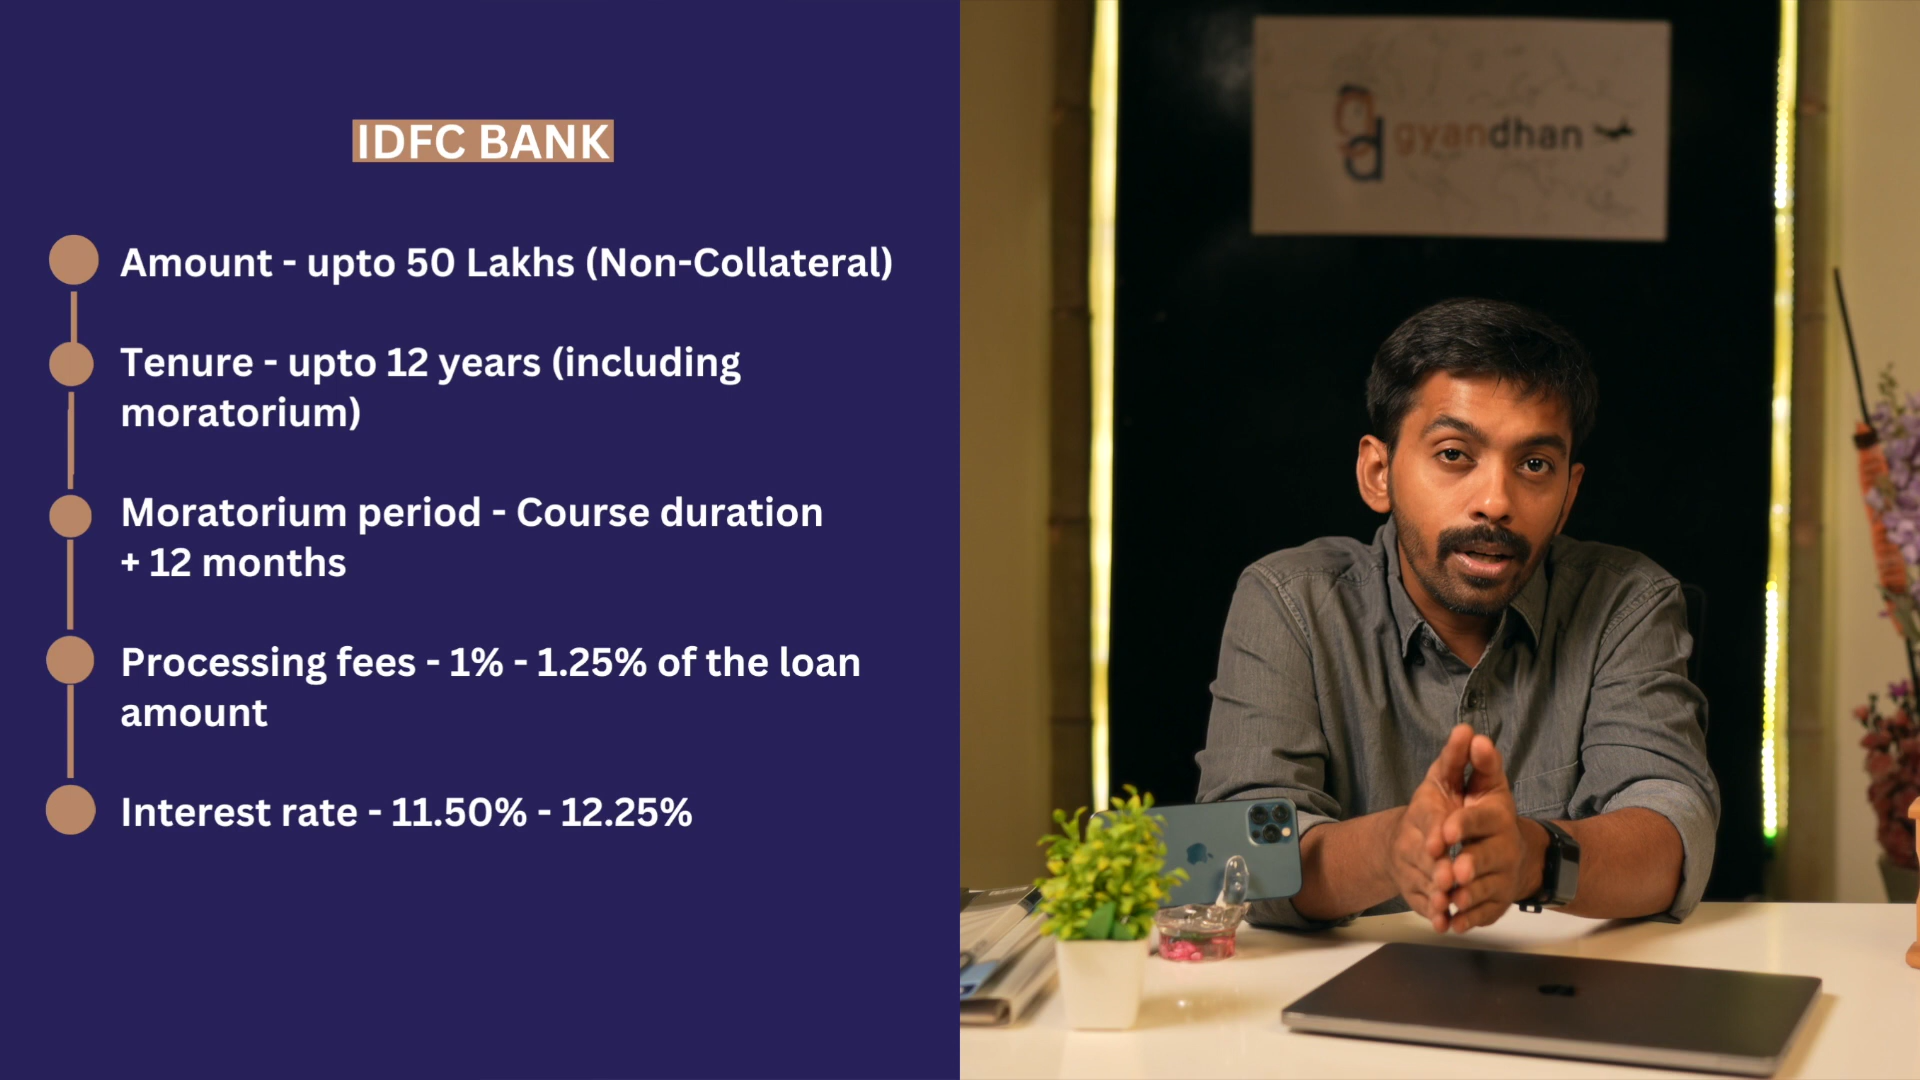 IDFC BANK
Amount - upto 50 Lakhs (Non-Collateral)
Tenure - upto 12 years (including
moratorium)
Moratorium period - Course duration
+ 12 months
Processing fees - 1% - 1.25% of the loan
amount
Interest rate - 11.50% - 12.25%
gd gyandhan